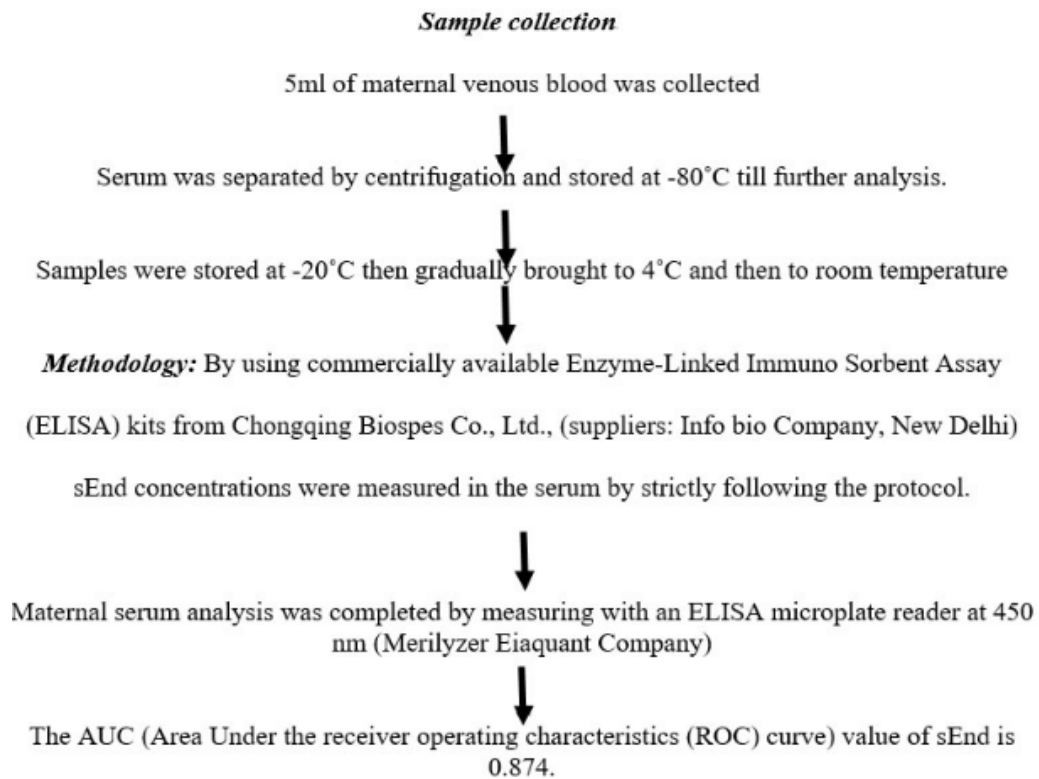 Sample collection
5ml of maternal venous blood was collected
Serum was separated by centrifugation and stored at -80˚C till further analysis.
Samples were stored at -20˚C then gradually brought to 4˚C and then to room temperature
Methodology: By using commercially available Enzyme-Linked Immuno Sorbent Assay
(ELISA) kits from Chongqing Biospes Co., Ltd., (suppliers: Info bio Company, New Delhi)
sEnd concentrations were measured in the serum by strictly following the protocol.
Maternal serum analysis was completed by measuring with an ELISA microplate reader at 450
nm (Merilyzer Eiaquant Company)
The AUC (Area Under the receiver operating characteristics (ROC) curve) value of sEnd is
0.874.